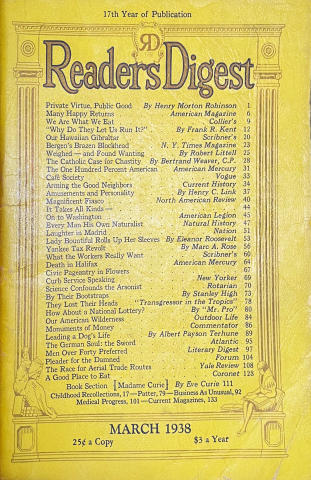 17th Year of Publication
RD
Readers Digest
Private Virtue, Public Good By Henry Morton Robinson 1
Many Happy Returns American Magazine 6
We Are What We Eat Collier's 9
"Why Do They Let Us Run It?" By Frank R. Kent 12
Our Hawaiian Gibraltar Scribner's 20
Bergen's Brazen Blockhead N. Y. Times Magazine 23
Weighed—and Found Wanting By Robert Littell 25
The Catholic Case for Chastity By Bertrand Weaver, C.P. 28
The One Hundred Percent American American Mercury 31
Café Society Vogue 33
Arming the Good Neighbors Current History 34
Amusements and Personality By Henry C. Link 37
Magnificent Fiasco North American Review 40
It Takes All Kinds— 44
On to Washington American Legion 45
Every Man His Own Naturalist Natural History 47
Laughter in Madrid Nation 51
Lady Bountiful Rolls Up Her Sleeves By Eleanor Roosevelt 53
Yankee Tax Revolt By Marc A. Rose 56
What the Workers Really Want Scribner's 60
Death in Halifax American Mercury 64
Civic Pageantry in Flowers 67
Curb Service Speaking New Yorker 69
Science Confounds the Arsonist Rotarian 70
By Their Bootstraps By Stanley High 73
They Lost Their Heads "Transgressor in the Tropics" 78
How About a National Lottery? By "Mr. Pro" 80
Our American Wilderness Outdoor Life 84
Monuments of Money Commentator 86
Leading a Dog's Life By Albert Payson Terhune 89
The German Soul: the Sword Atlantic 95
Men Over Forty Preferred Literary Digest 97
Pleader for the Damned Forum 104
The Race for Aerial Trade Routes Yale Review 108
A Good Place to Eat Coronet 123
Book Section {Madame Curie} By Eve Curie 111
Childhood Recollections, 17—Patter, 79—Business As Unusual, 92
Medical Progress, 101—Current Magazines, 133
MARCH 1938
25¢ a Copy $3 a Year